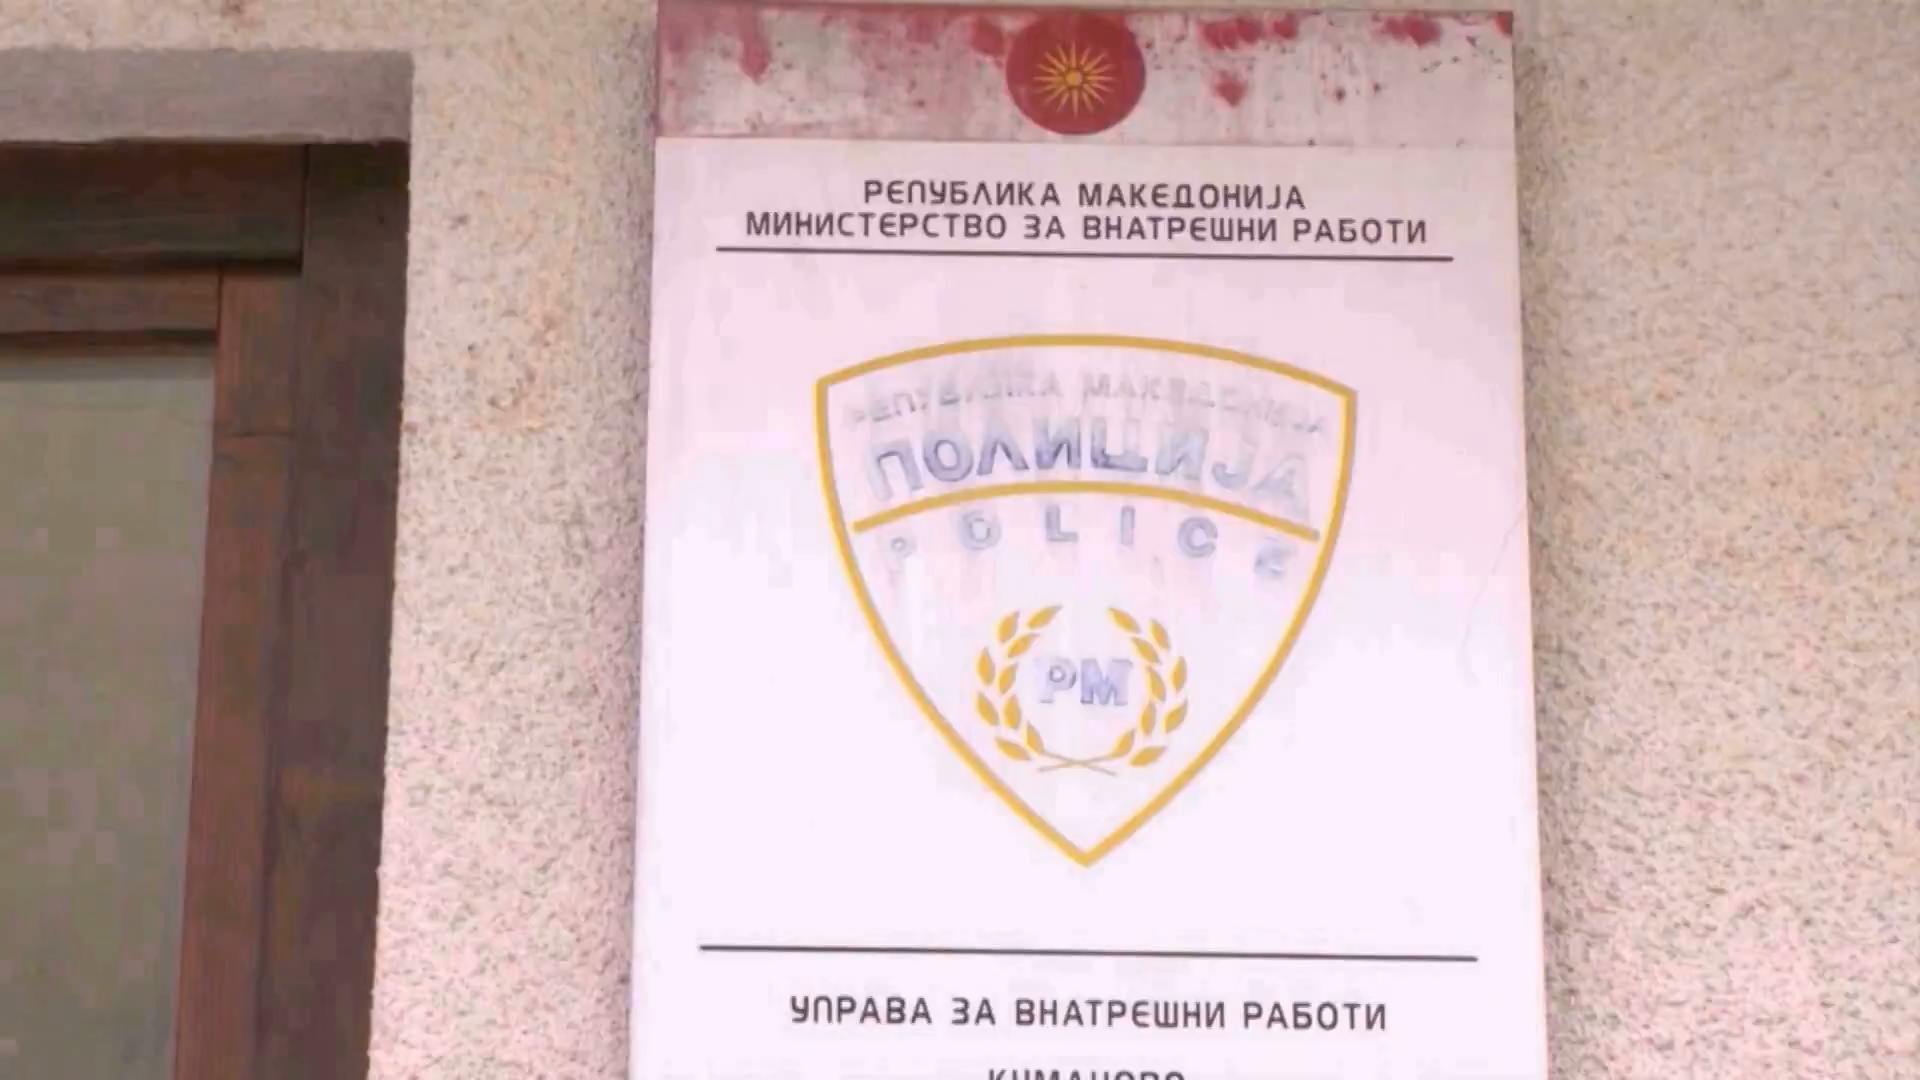 РЕПУБЛИКА МАКЕДОНИЈА
МИНИСТЕРСТВО ЗА ВНАТРЕШНИ РАБОТИ
РЕПУБЛИКА МАКЕДОНИЈА
ПОЛИЦИЈА
POLICE
РМ
УПРАВА ЗА ВНАТРЕШНИ РАБОТИ
КУМАНОВО